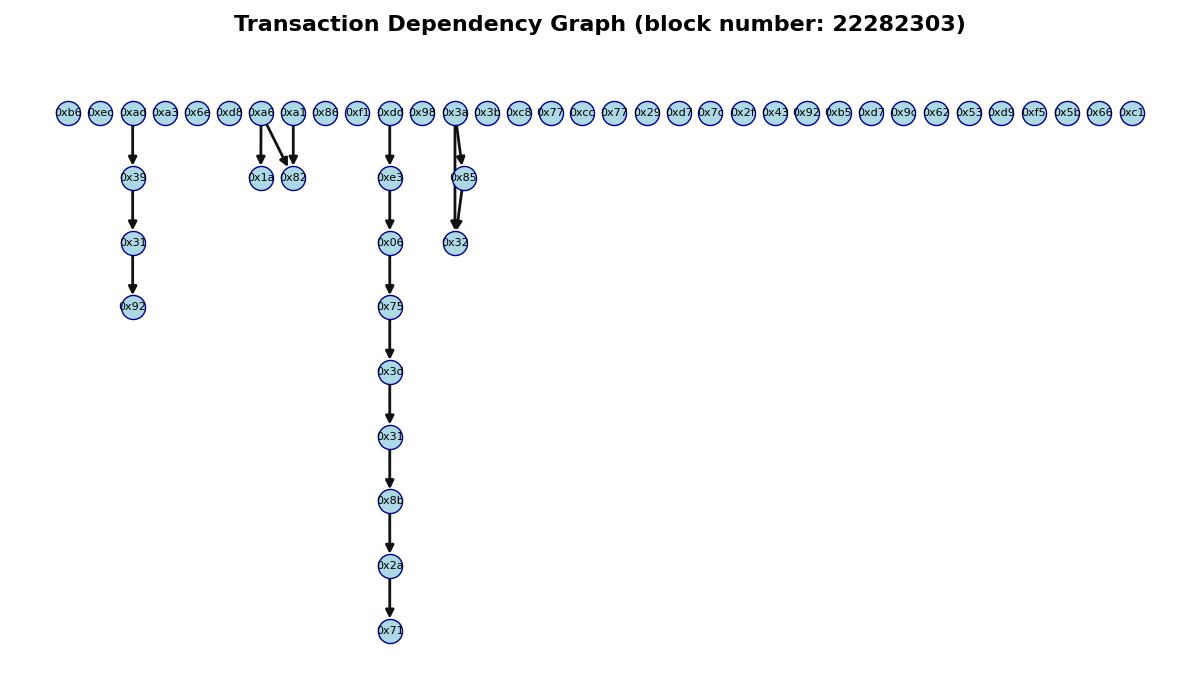 Transaction Dependency Graph (block number: 22282303)
0xb6 0xec 0xad 0xa3 0x6e 0xd8 0xa6 0xa1 0x86 0xf1 0xdc 0x98 0x3a 0x3b 0xc8 0x77 0xcc 0x77 0x29 0xd7 0x7c 0x2f 0x43 0x92 0xb5 0xd7 0x9c 0x62 0x53 0xd9 0xf5 0x5b 0x66 0xc1
0x39 0x1a 0x82 0xe3 0x85
0x31 0x06 0x32
0x92 0x75
0x3d
0x31
0x8b
0x2a
0x71